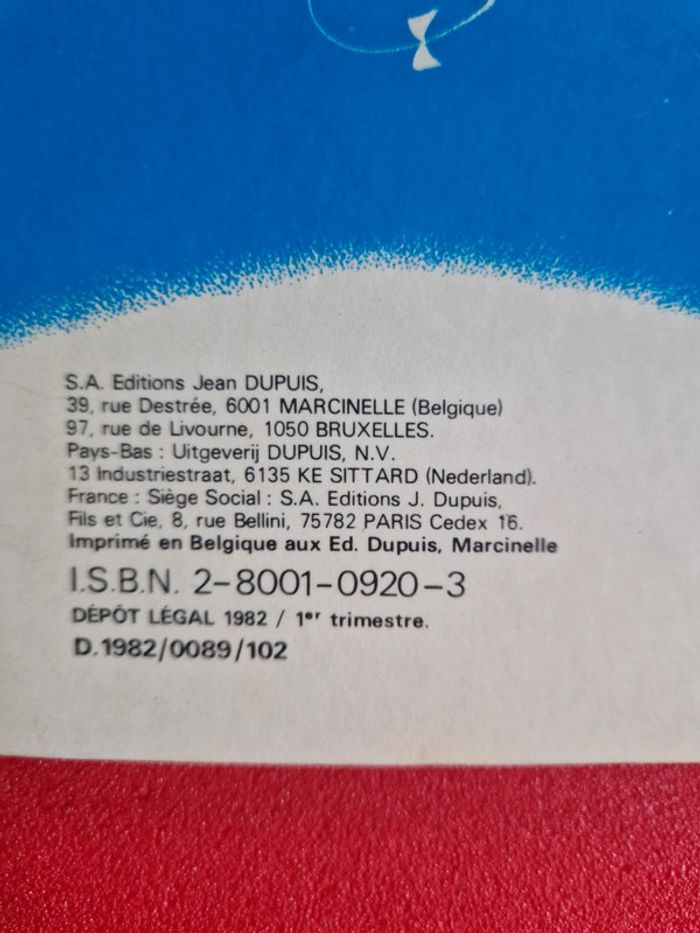 S.A. Editions Jean DUPUIS,
39, rue Destrée, 6001 MARCINELLE (Belgique)
97, rue de Livourne, 1050 BRUXELLES.
Pays-Bas : Uitgeverij DUPUIS, N.V.
13 Industriestraat, 6135 KE SITTARD (Nederland).
France : Siège Social : S.A. Editions J. Dupuis,
Fils et Cie, 8, rue Bellini, 75782 PARIS Cedex 16.
Imprimé en Belgique aux Ed. Dupuis, Marcinelle
I.S.B.N. 2-8001-0920-3
DÉPÔT LÉGAL 1982 / 1er trimestre.
D.1982/0089/102